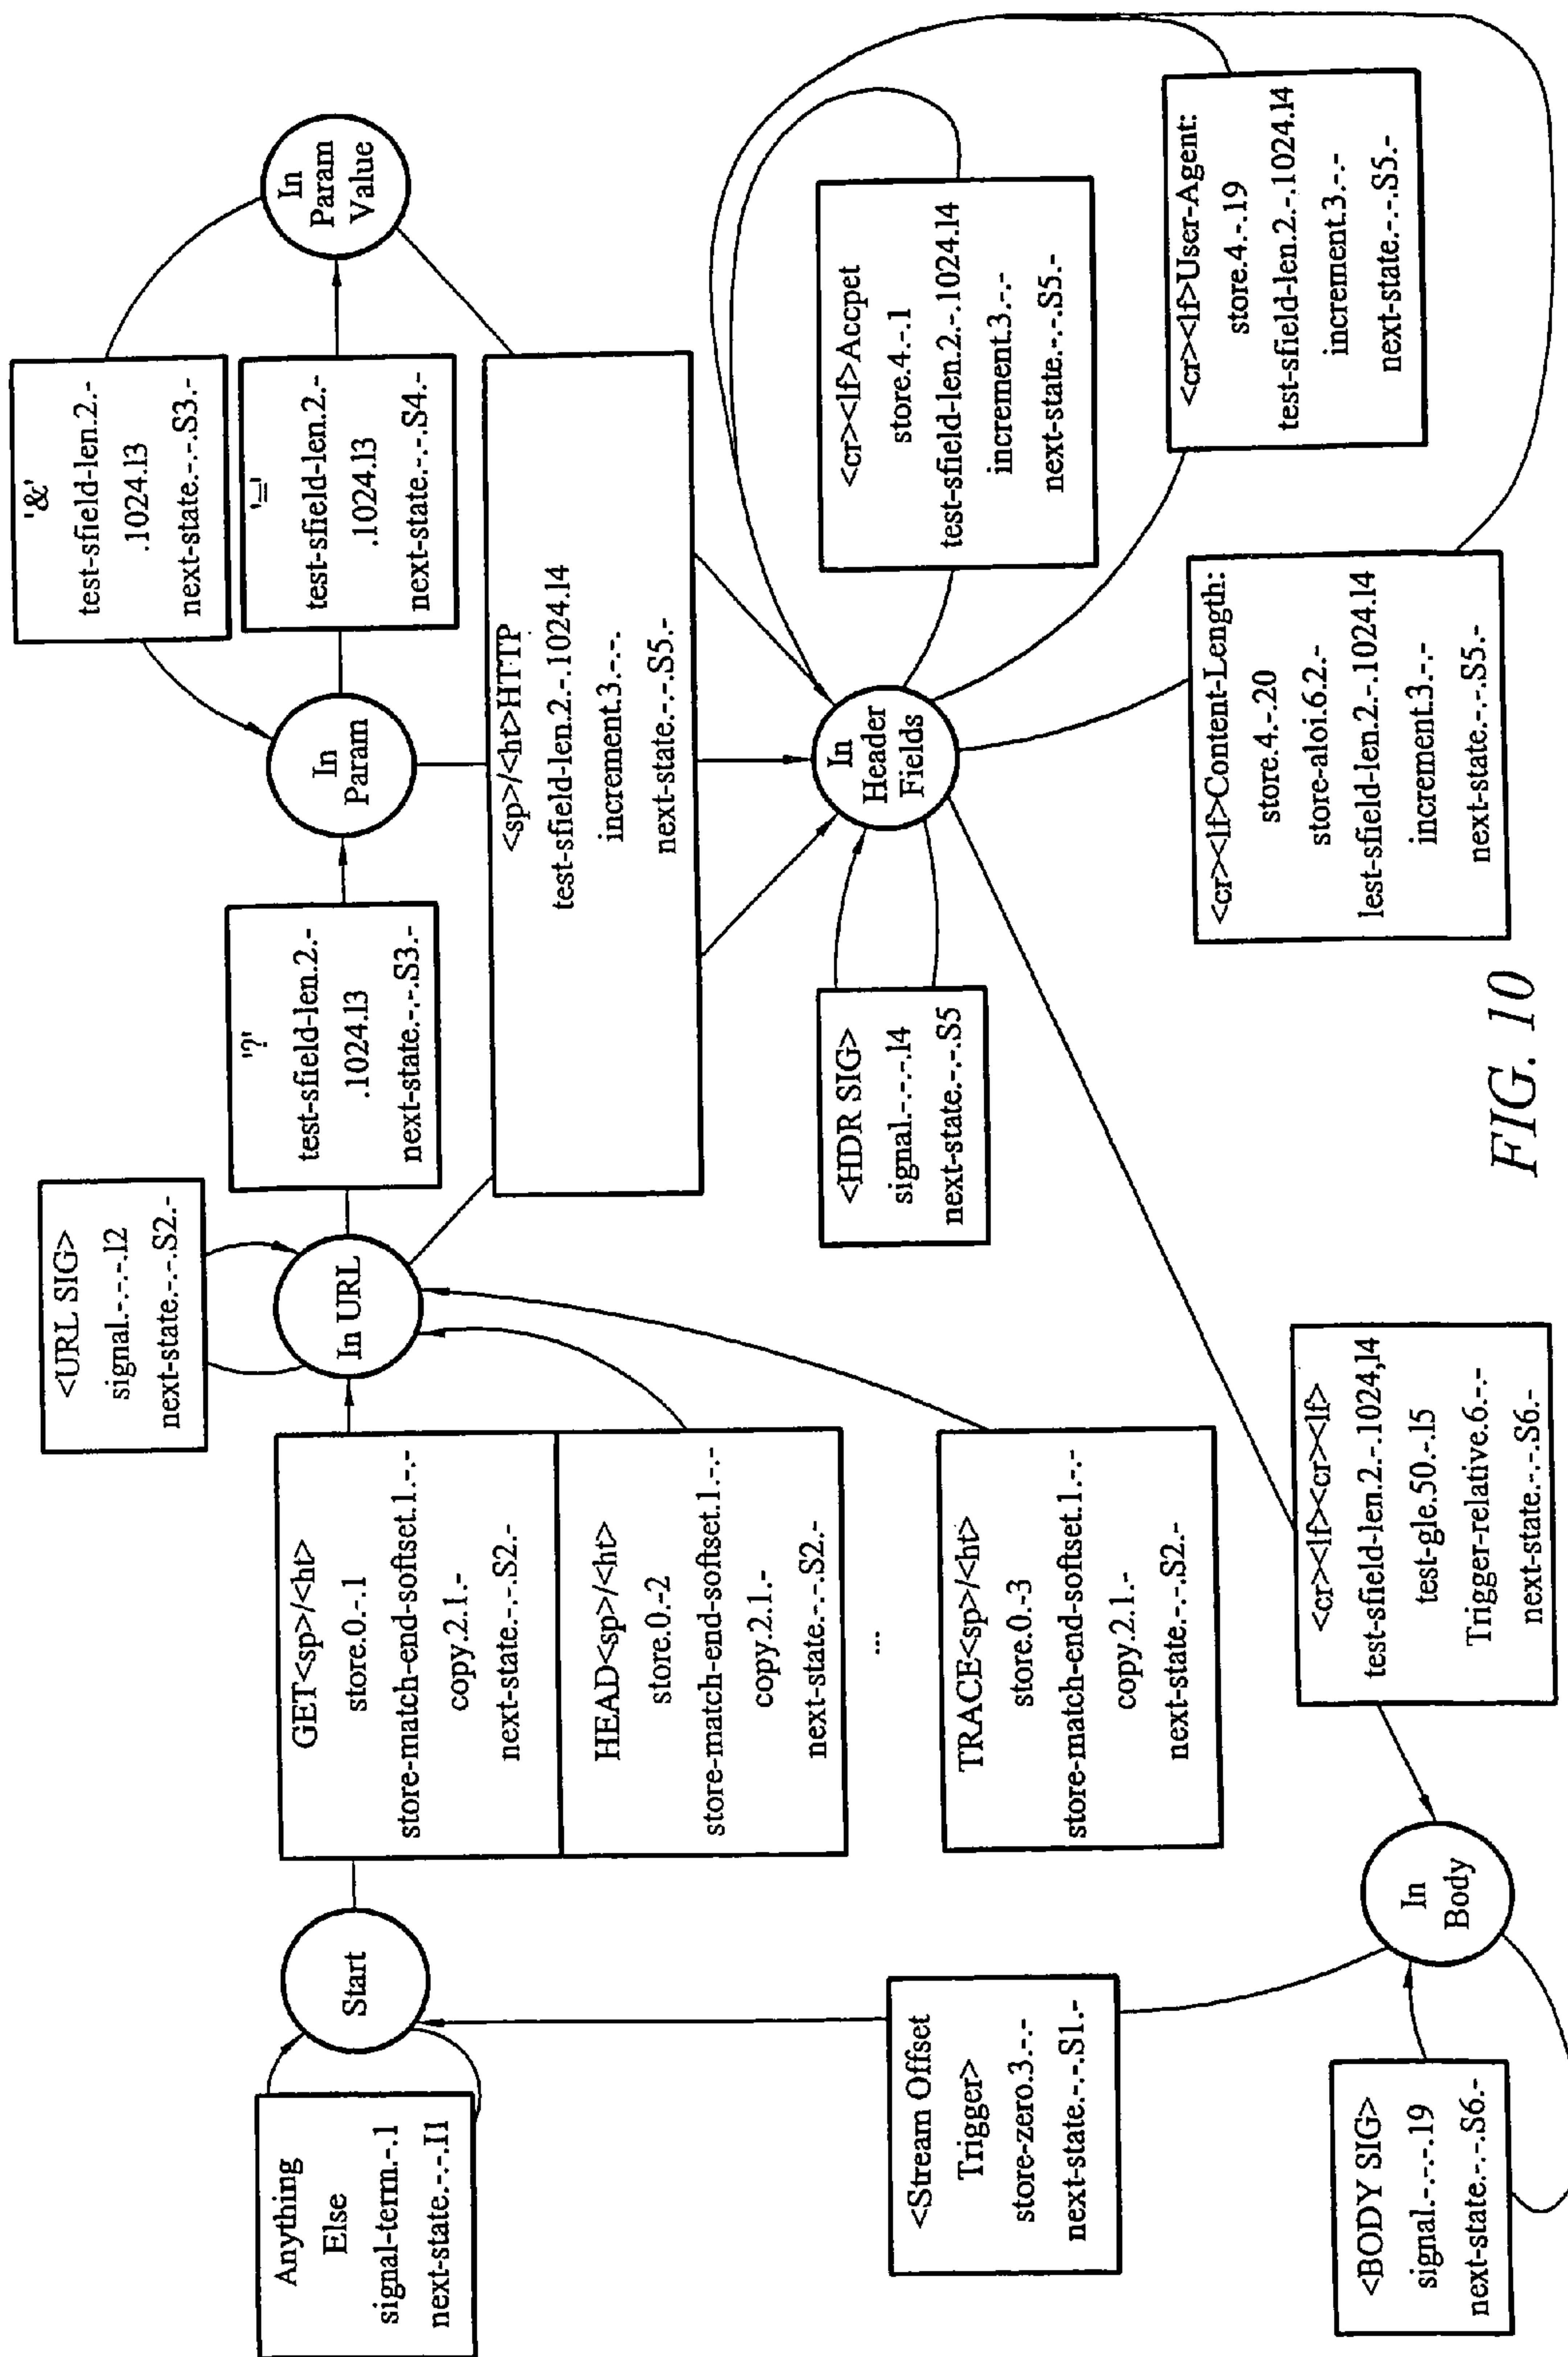 Anything
Else
signal-term.-.1
next-state.-.-.I1
Start
GET<sp>/<ht>
store.0.-.1
store-match-end-softset.1.-.-
copy.2.1.-
next-state.-.-.S2.-
HEAD<sp>/<ht>
store.0.-2
store-match-end-softset.1.-.-
copy.2.1.-
next-state.-.-.S2.-
...
TRACE<sp>/<ht>
store.0.-3
store-match-end-softset.1.-.-
copy.2.1.-
next-state.-.-.S2.-
<URL SIG>
signal.-.-.-.12
next-state.-.-.S2.-
In URL
'?'
test-sfield-len.2.-
.1024.13
next-state.-.-.S3.-
In
Param
'&'
test-sfield-len.2.-
.1024.13
next-state.-.-.S3.-
'='
test-sfield-len.2.-
.1024.13
next-state.-.-.S4.-
In
Param
Value
<sp>/<ht>HTTP
test-sfield-len.2.-.1024.14
increment.3.-.-.
next-state.-.-.S5.-
<HDR SIG>
signal.-.-.-.14
next-state.-.-.S5
In
Header
Fields
<cr><lf>Accpet
store.4.-.1
test-sfield-len.2.-.1024.14
increment.3.-.-
next-state.-.-.S5.-
<cr><lf>User-Agent:
store.4.-.19
test-sfield-len.2.-.1024.14
increment.3.-.-
next-state.-.-.S5.-
<cr><lf>Content-Length:
store.4.-.20
store-aloi.6.2.-
lest-sfield-len.2.-.1024.14
increment.3.-.-
next-state.-.-.S5.-
<Stream Offset
Trigger>
store-zero.3.-.-
next-state.-.-.S1.-
<BODY SIG>
signal.-.-.-.19
next-state.-.-.S6.-
In
Body
<cr><lf><cr><lf>
test-sfield-len.2.-.1024,14
test-gle.50.-.15
Trigger-relative.6.-.-
next-state.-.-.S6.-
FIG. 10